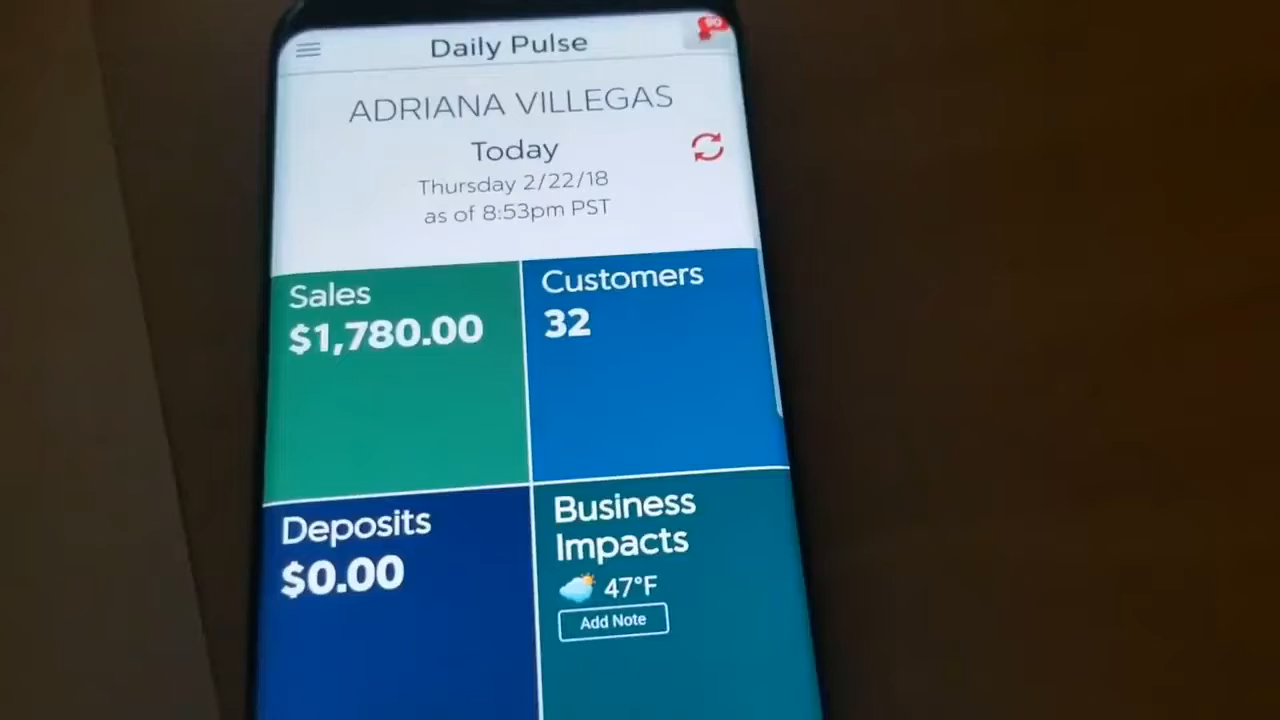 Daily Pulse
90
ADRIANA VILLEGAS
Today
Thursday 2/22/18
as of 8:53pm PST
Sales
$1,780.00
Customers
32
Deposits
$0.00
Business
Impacts
47°F
Add Note